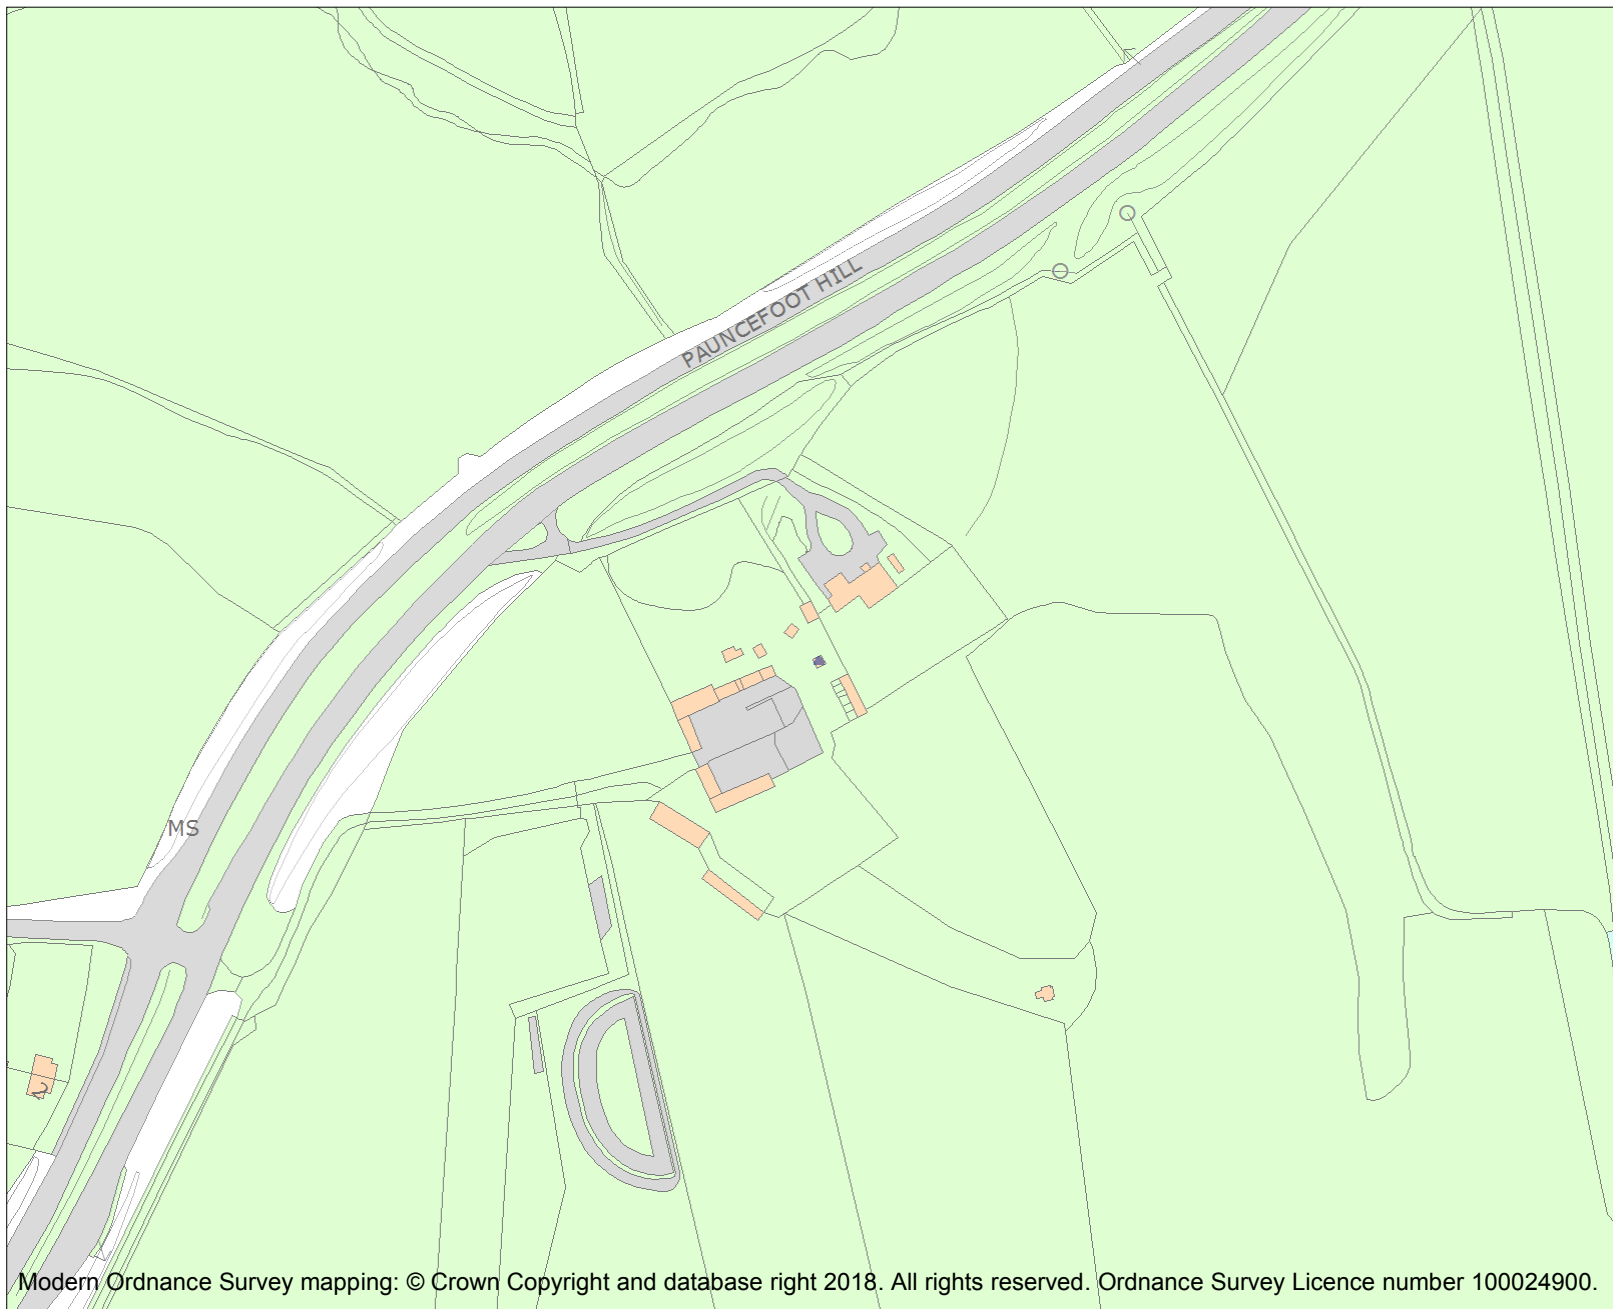 PAUNCEFOOT HILL
MS
2
Modern Ordnance Survey mapping: © Crown Copyright and database right 2018. All rights reserved. Ordnance Survey Licence number 100024900.